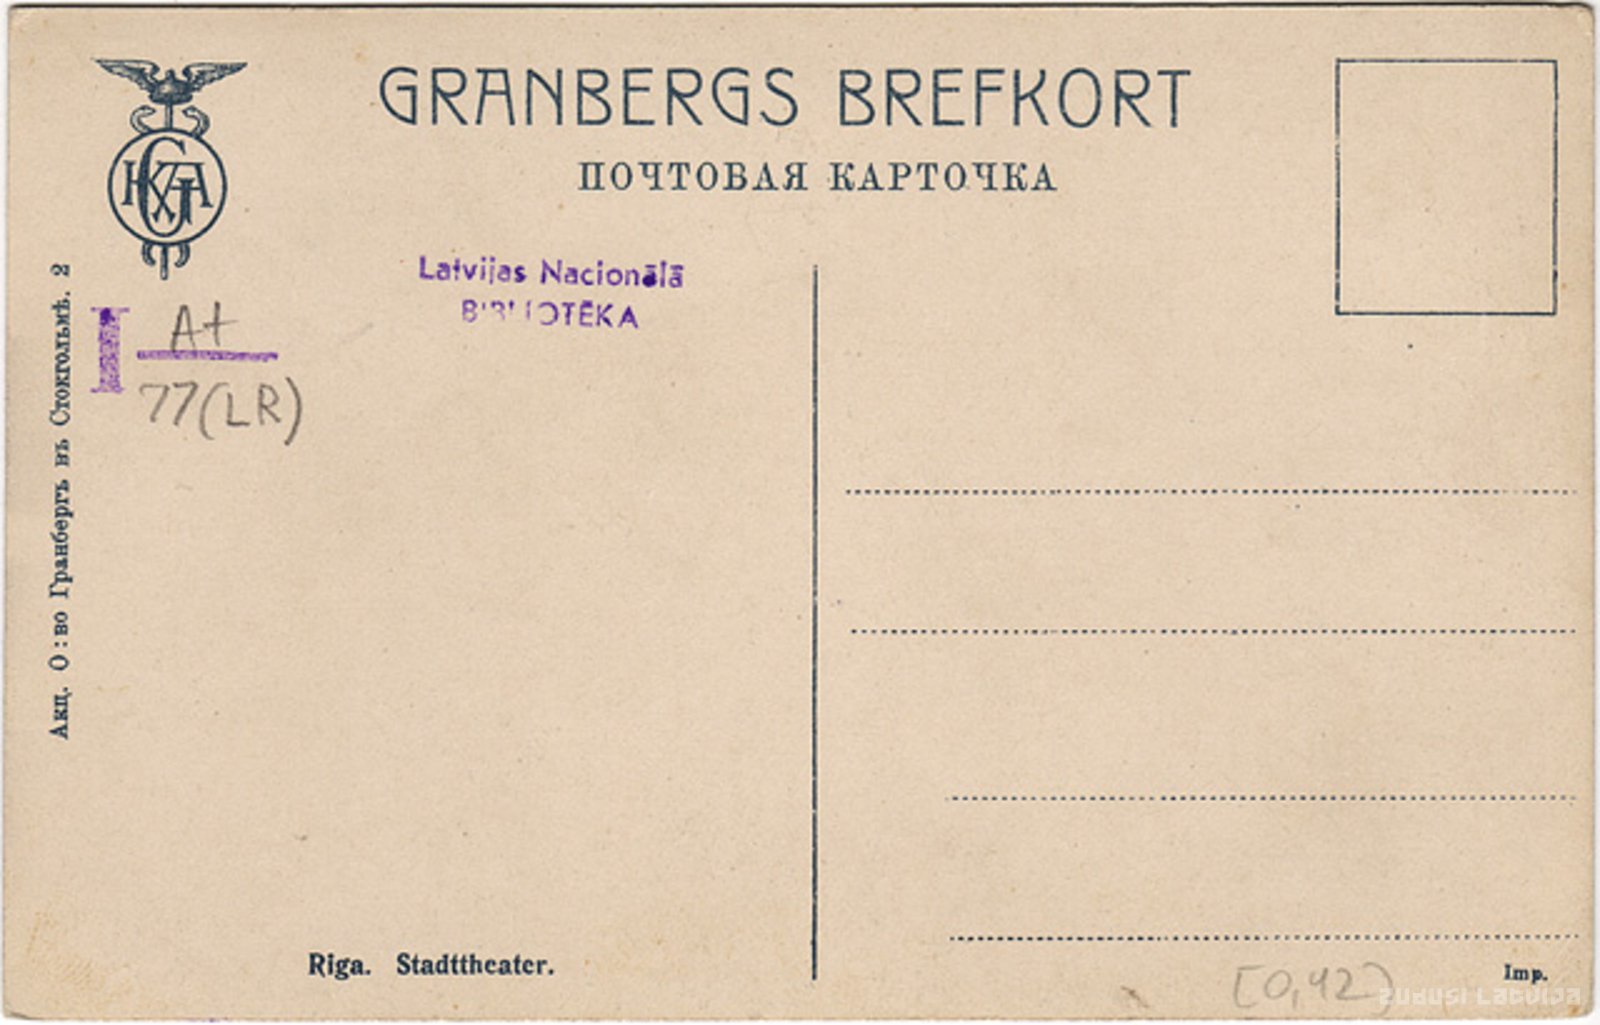 GRANBERGS BREFKORT
ПОЧТОВАЯ КАРТОЧКА
Latvijas Nacionālā
BIBLIOTĒKA
I A+
77(LR)
Акц. О:во Гранбергъ въ Стокгольмѣ. 2
Riga. Stadttheater.
[0,42]
Imp.
zudusi Latvija